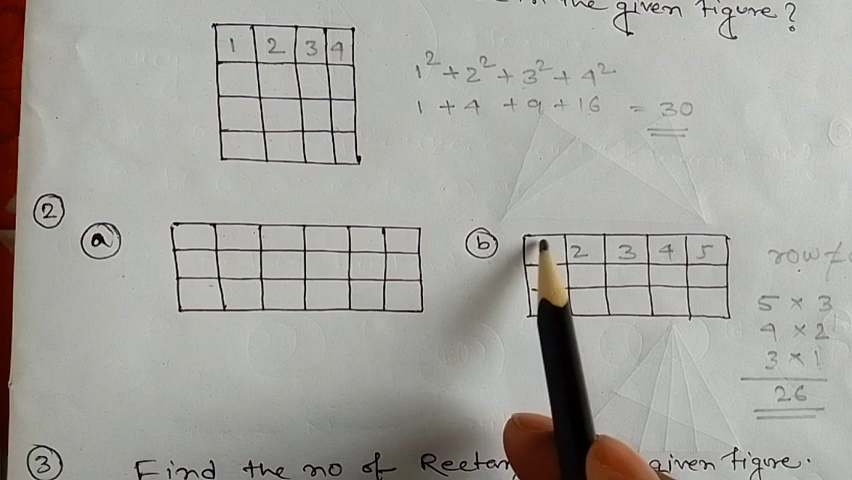 the given figure?
1 2 3 4
1² + 2² + 3² + 4²
1 + 4 + 9 + 16 = 30
2
a
b
2 3 4 5
row
5 × 3
4 × 2
3 × 1
26
3 Find the no of given figure.